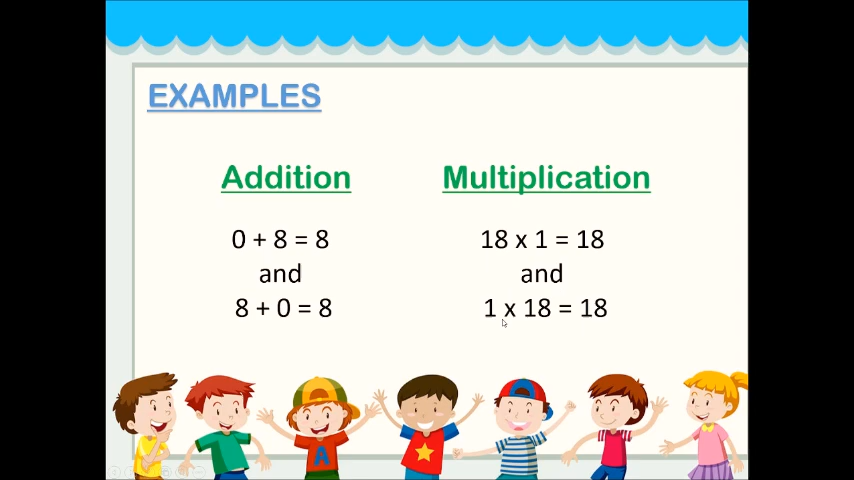 EXAMPLES
Addition
Multiplication
0 + 8 = 8
and
8 + 0 = 8
18 x 1 = 18
and
1 x 18 = 18
A